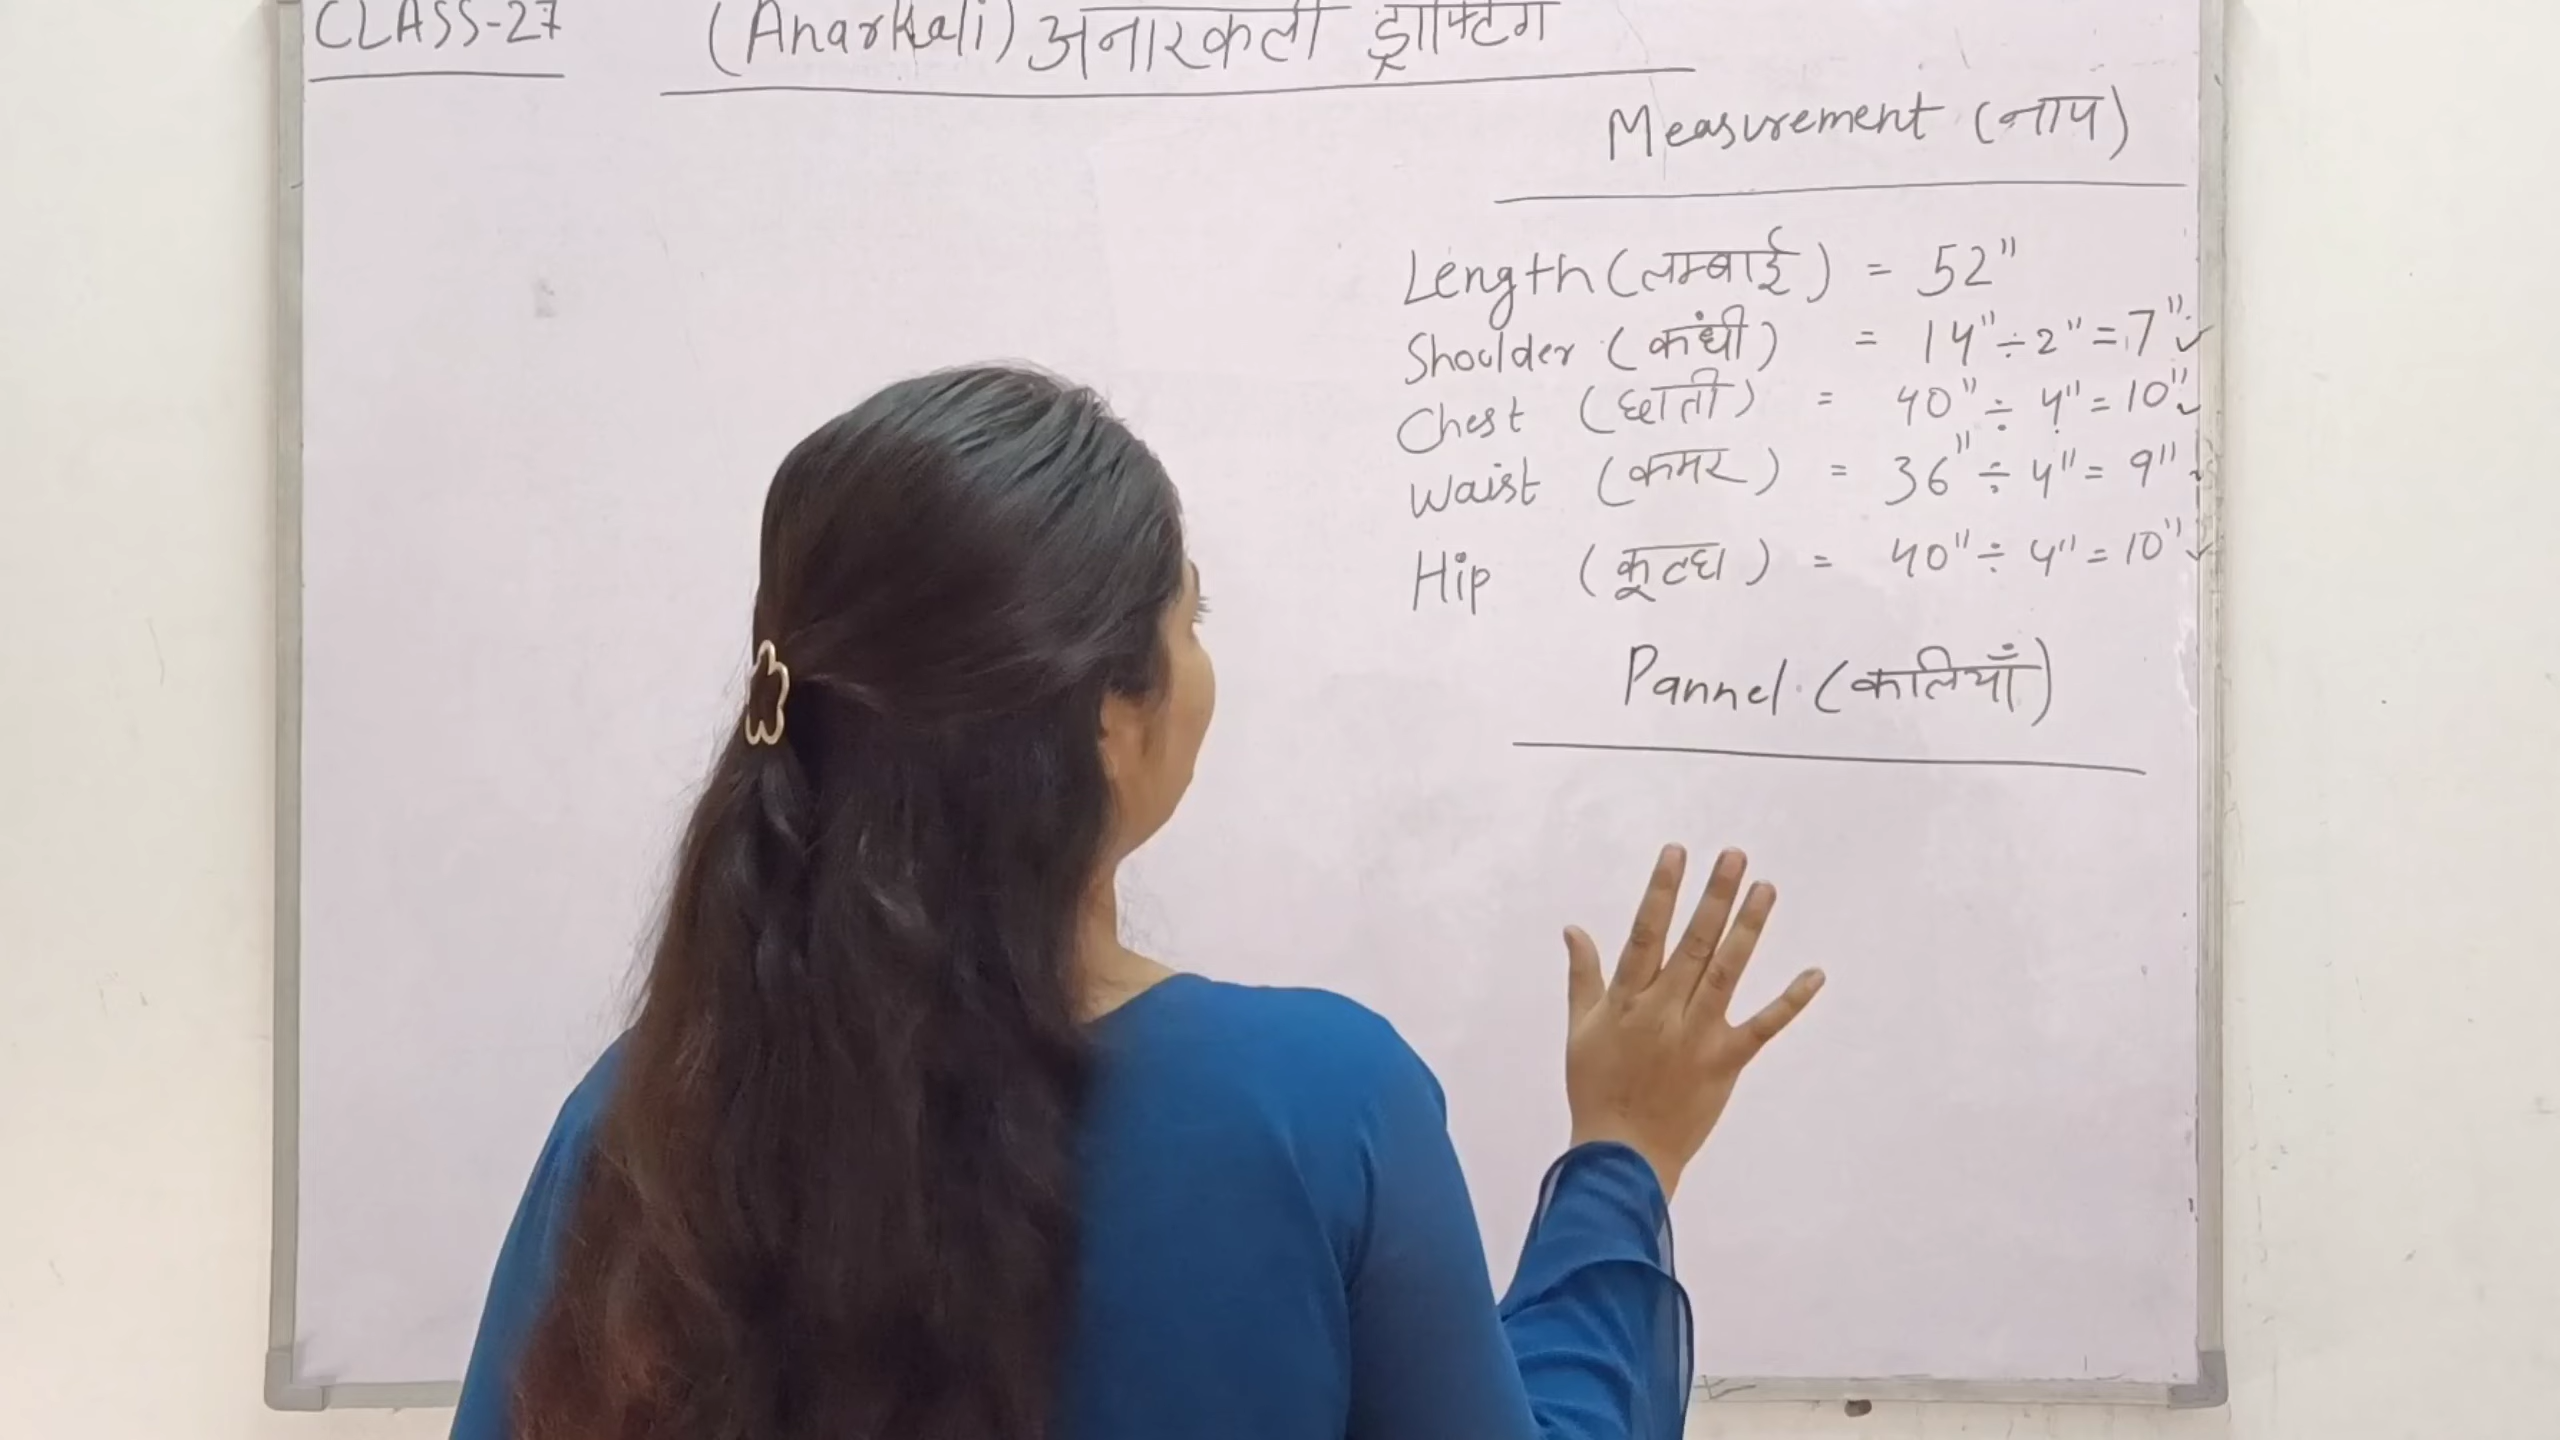 CLASS-27 (Anarkali) अनारकली ड्राफ्टिंग
Measurement (नाप)
Length (लम्बाई) = 52"
Shoulder (कंधी) = 14" ÷ 2" = 7" ✓
Chest (छाती) = 40" ÷ 4" = 10" ✓
Waist (कमर) = 36" ÷ 4" = 9" ✓
Hip (कूल्हा) = 40" ÷ 4" = 10" ✓
Pannel (कलियाँ)